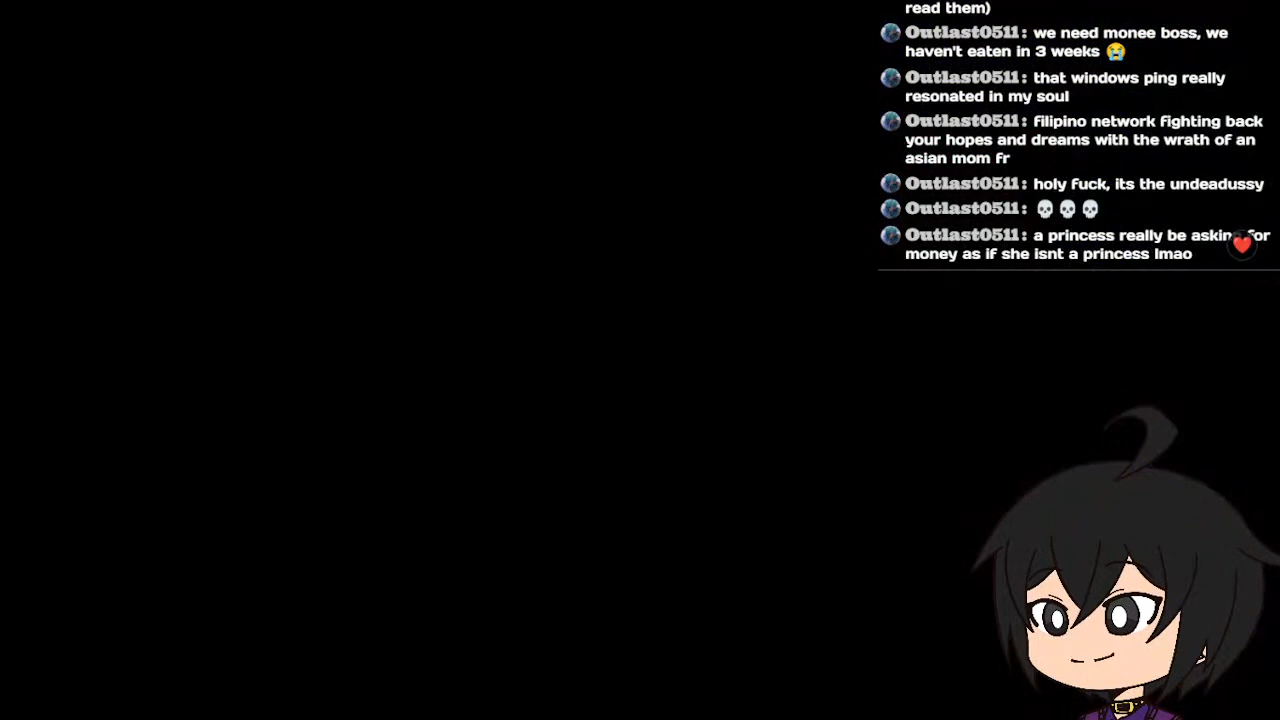 read them)
Outlast0511: we need monee boss, we
haven't eaten in 3 weeks 😭
Outlast0511: that windows ping really
resonated in my soul
Outlast0511: filipino network fighting back
your hopes and dreams with the wrath of an
asian mom fr
Outlast0511: holy fuck, its the undeadussy
Outlast0511: 💀💀💀
Outlast0511: a princess really be asking for
money as if she isnt a princess lmao